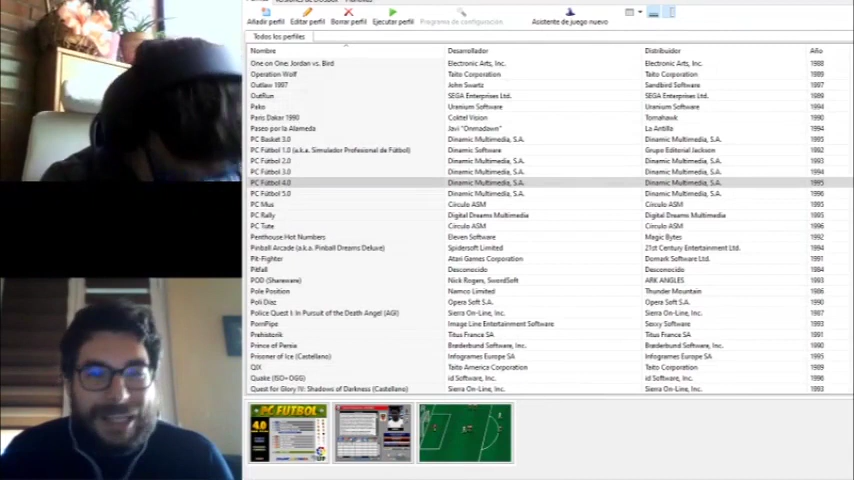 Añadir perfil Editar perfil Borrar perfil Ejecutar perfil Programa de configuración Asistente de juego nuevo
Todos los perfiles
Nombre Desarrollador Distribuidor Año
One on One: Jordan vs. Bird Electronic Arts, Inc. Electronic Arts, Inc. 1988
Operation Wolf Taito Corporation Taito Corporation 1989
Outlaw 1997 John Swartz Sandbird Software 1997
OutRun SEGA Enterprises Ltd. SEGA Enterprises Ltd. 1989
Pako Uranium Software Uranium Software 1994
Paris Dakar 1990 Coktel Vision Tomahawk 1990
Paseo por la Alameda Javi "Onmadawn" La Antilla 1994
PC Basket 3.0 Dinamic Multimedia, S.A. Dinamic Multimedia, S.A. 1995
PC Fútbol 1.0 (a.k.a. Simulador Profesional de Fútbol) Dinamic Software Grupo Editorial Jackson 1992
PC Fútbol 2.0 Dinamic Multimedia, S.A. Dinamic Multimedia, S.A. 1993
PC Fútbol 3.0 Dinamic Multimedia, S.A. Dinamic Multimedia, S.A. 1994
PC Fútbol 4.0 Dinamic Multimedia, S.A. Dinamic Multimedia, S.A. 1995
PC Fútbol 5.0 Dinamic Multimedia, S.A. Dinamic Multimedia, S.A. 1996
PC Mus Círculo ASM Círculo ASM 1995
PC Rally Digital Dreams Multimedia Digital Dreams Multimedia 1996
PC Tute Círculo ASM Círculo ASM 1996
Penthouse Hot Numbers Eleven Software Magic Bytes 1992
Pinball Arcade (a.k.a. Pinball Dreams Deluxe) Spidersoft Limited 21st Century Entertainment Ltd. 1994
Pit-Fighter Atari Games Corporation Domark Software Ltd. 1991
Pitfall Desconocido Desconocido 1984
POD (Shareware) Nick Rogers, SwordSoft ARK ANGLES 1993
Pole Position Namco Limited Thunder Mountain 1986
Poli Díaz Opera Soft S.A. Opera Soft S.A. 1990
Police Quest I: In Pursuit of the Death Angel (AGI) Sierra On-Line, Inc. Sierra On-Line, Inc. 1987
PornPipe Image Line Entertainment Software Sexxy Software 1993
Prehistorik Titus France SA Titus France SA 1991
Prince of Persia Brøderbund Software, Inc. Brøderbund Software, Inc. 1990
Prisoner of Ice (Castellano) Infogrames Europe SA Infogrames Europe SA 1995
QIX Taito America Corporation Taito Corporation 1989
Quake (ISO+OGG) id Software, Inc. id Software, Inc. 1996
Quest for Glory IV: Shadows of Darkness (Castellano) Sierra On-Line, Inc. Sierra On-Line, Inc. 1993
PC FUTBOL
4.0